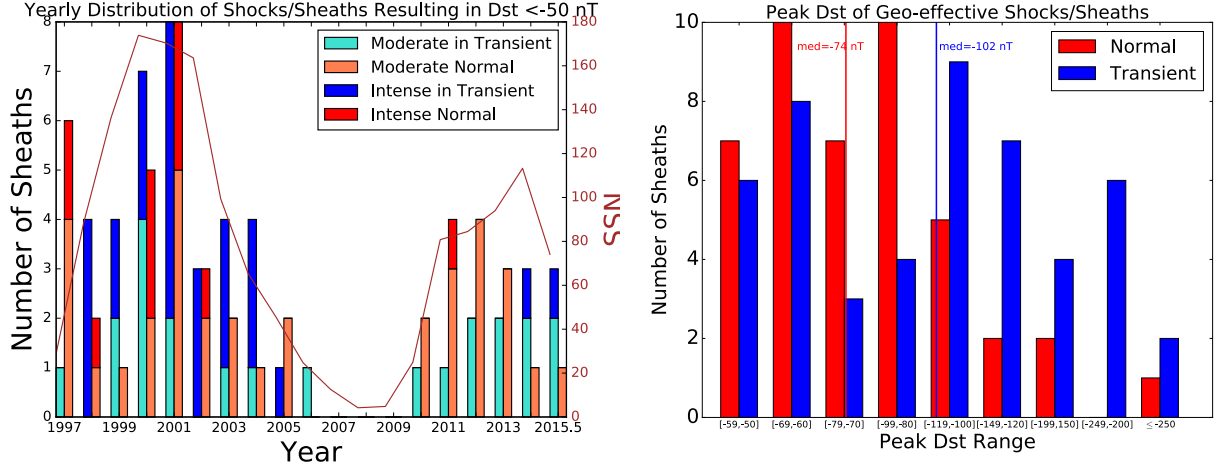 Yearly Distribution of Shocks/Sheaths Resulting in Dst <-50 nT
8
7
6
5
4
3
2
1
0
Number of Sheaths
Moderate in Transient
Moderate Normal
Intense in Transient
Intense Normal
180
160
140
120
100
80
60
40
20
0
SSN
1997
1999
2001
2003
2005
2007
2009
2011
2013
2015.5
Year
Peak Dst of Geo-effective Shocks/Sheaths
10
8
6
4
2
0
Number of Sheaths
med=-74 nT
med=-102 nT
Normal
Transient
[-59,-50]
[-69,-60]
[-79,-70]
[-99,-80]
[-119,-100]
[-149,-120]
[-199,150]
[-249,-200]
≤ -250
Peak Dst Range